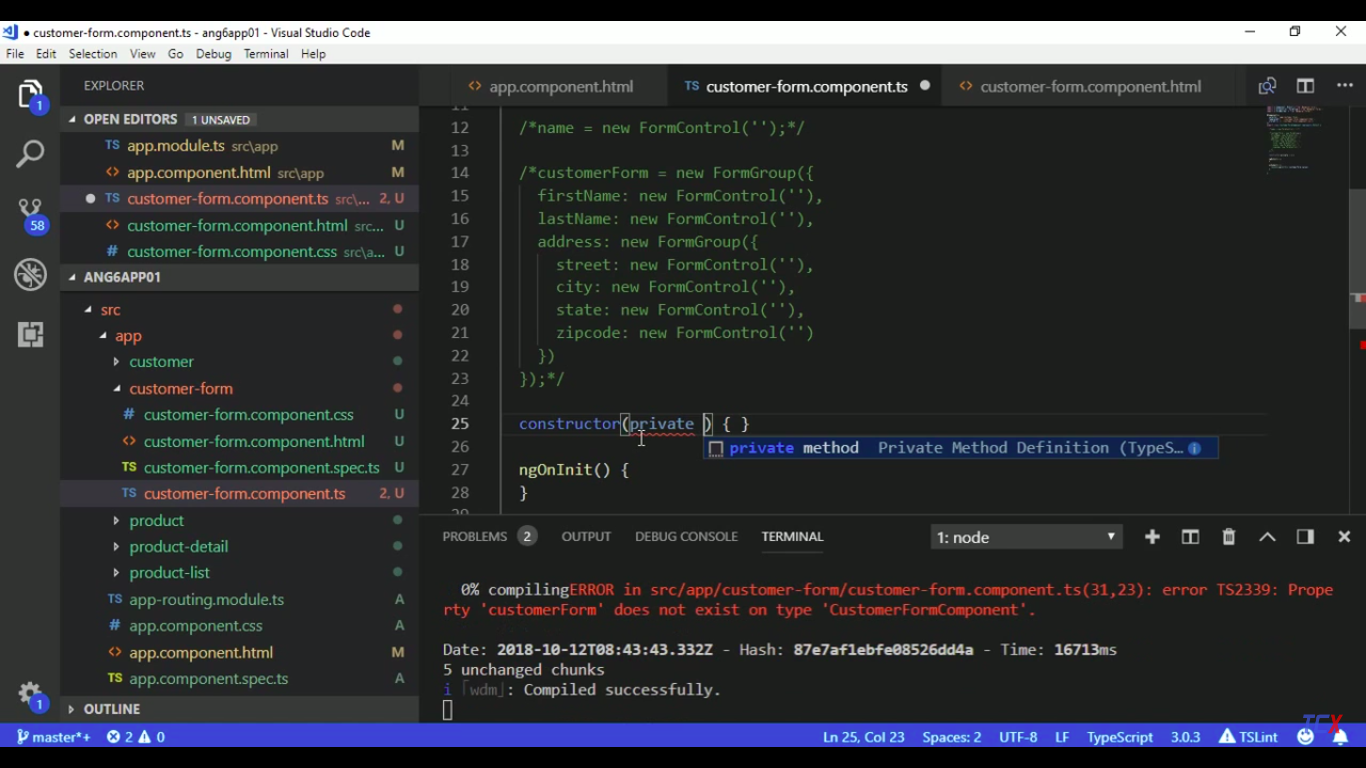 customer-form.component.ts - ang6app01 - Visual Studio Code
File Edit Selection View Go Debug Terminal Help
EXPLORER
app.component.html
customer-form.component.ts
customer-form.component.html
OPEN EDITORS 1 UNSAVED
TS app.module.ts src\app M
<> app.component.html src\app M
TS customer-form.component.ts src\... 2, U
<> customer-form.component.html src... U
# customer-form.component.css src\a... U
ANG6APP01
src
app
customer
customer-form
# customer-form.component.css U
<> customer-form.component.html U
TS customer-form.component.spec.ts U
TS customer-form.component.ts 2, U
product
product-detail
product-list
TS app-routing.module.ts A
# app.component.css A
<> app.component.html M
TS app.component.spec.ts A
OUTLINE
1
58
1
11
12 /*name = new FormControl('');*/
13
14 /*customerForm = new FormGroup({
15 firstName: new FormControl(''),
16 lastName: new FormControl(''),
17 address: new FormGroup({
18 street: new FormControl(''),
19 city: new FormControl(''),
20 state: new FormControl(''),
21 zipcode: new FormControl('')
22 })
23 });*/
24
25 constructor(private ) { }
private method Private Method Definition (TypeS...
26
27 ngOnInit() {
28 }
29
PROBLEMS 2 OUTPUT DEBUG CONSOLE TERMINAL 1: node
0% compilingERROR in src/app/customer-form/customer-form.component.ts(31,23): error TS2339: Prope
rty 'customerForm' does not exist on type 'CustomerFormComponent'.
Date: 2018-10-12T08:43:43.332Z - Hash: 87e7af1ebfe08526dd4a - Time: 16713ms
5 unchanged chunks
i ｢wdm｣: Compiled successfully.
master*+ 2 0 Ln 25, Col 23 Spaces: 2 UTF-8 LF TypeScript 3.0.3 TSLint